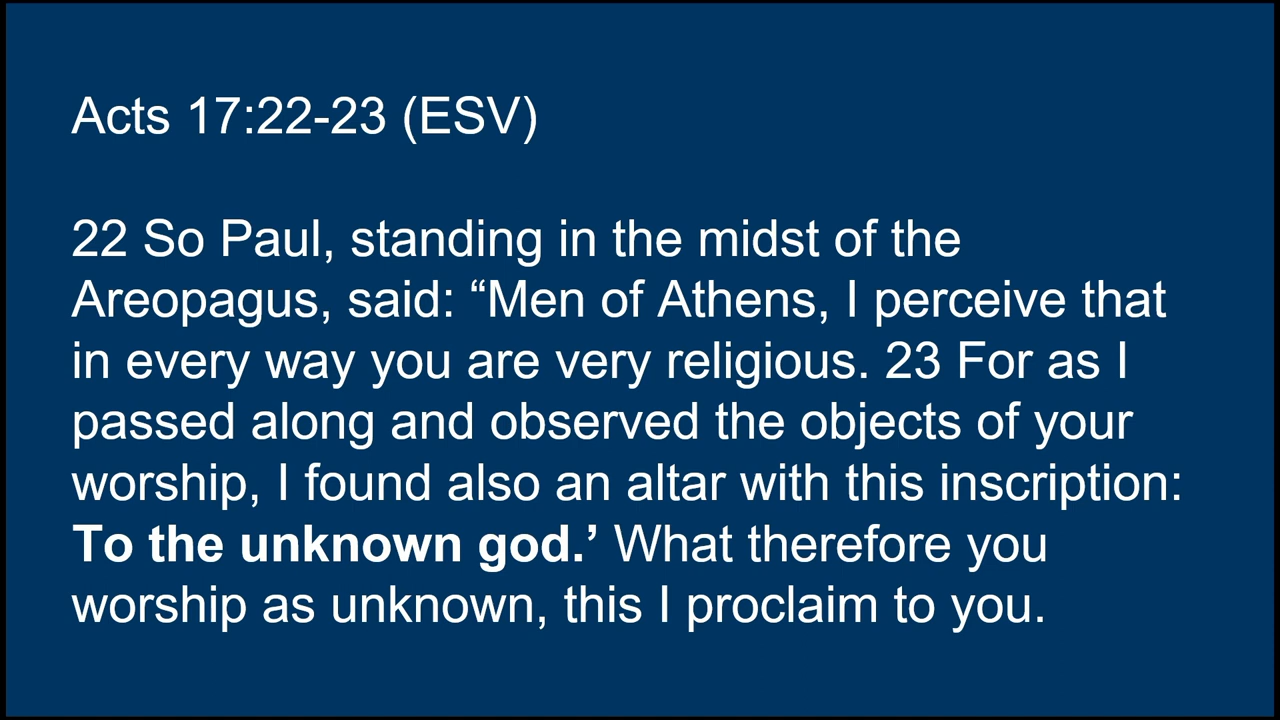 Acts 17:22-23 (ESV)
22 So Paul, standing in the midst of the
Areopagus, said: “Men of Athens, I perceive that
in every way you are very religious. 23 For as I
passed along and observed the objects of your
worship, I found also an altar with this inscription:
To the unknown god.’ What therefore you
worship as unknown, this I proclaim to you.